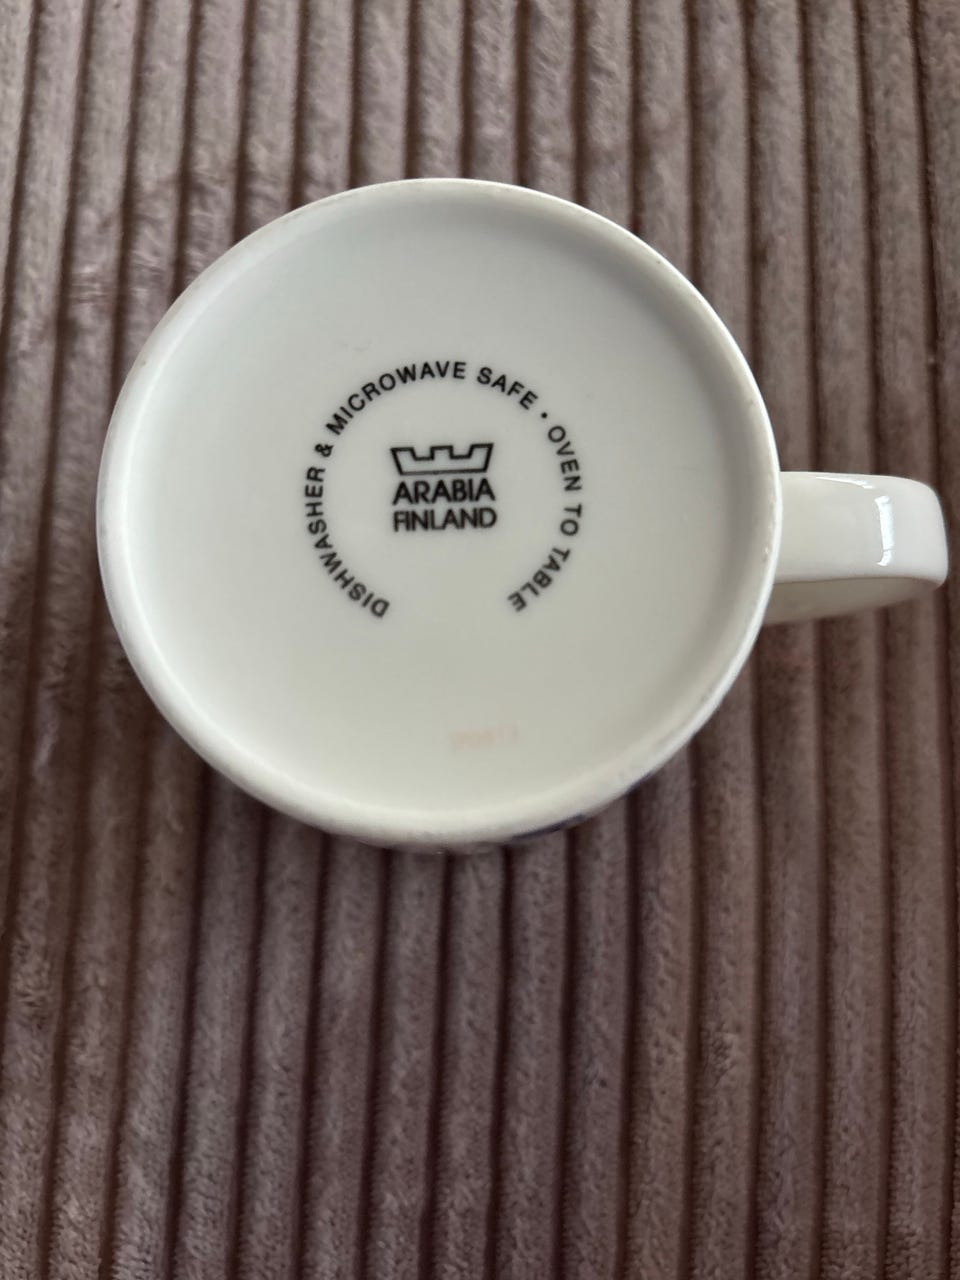 DISHWASHER & MICROWAVE SAFE · OVEN TO TABLE
ARABIA
FINLAND